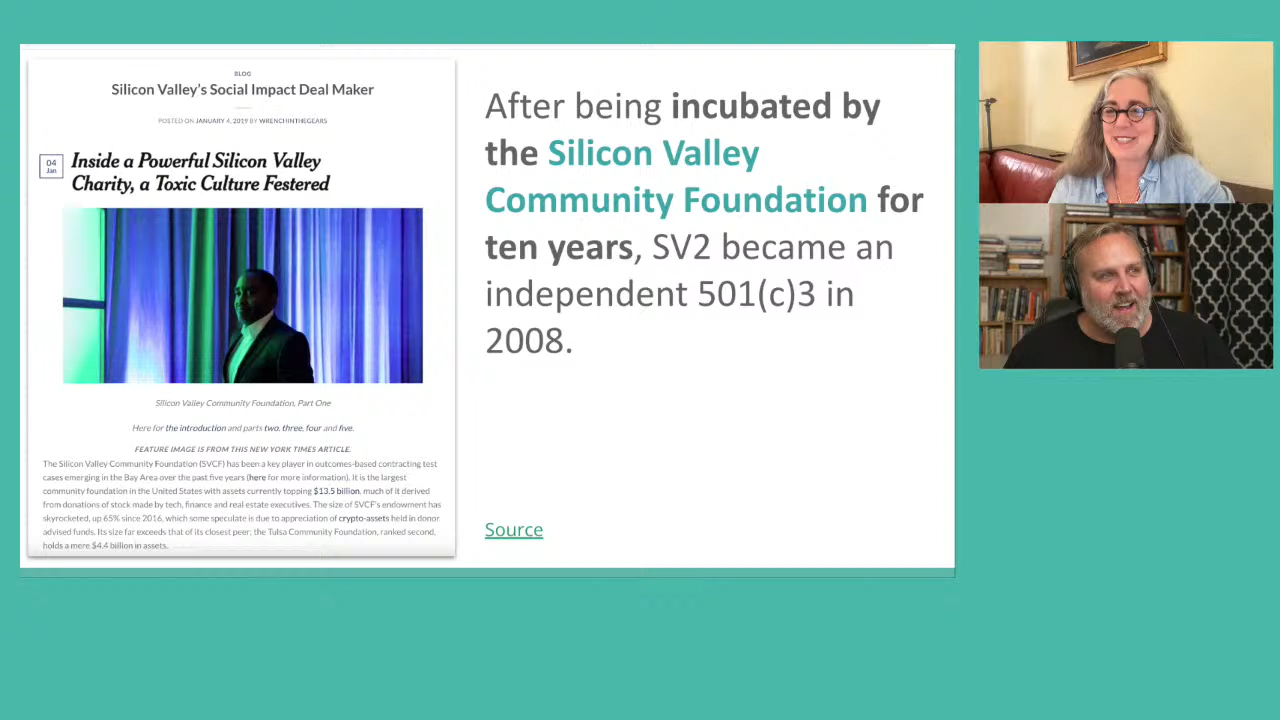 BLOG
Silicon Valley's Social Impact Deal Maker
POSTED ON JANUARY 4, 2019 BY WRENCHINTHEGEARS
04
Jan
Inside a Powerful Silicon Valley
Charity, a Toxic Culture Festered
Silicon Valley Community Foundation, Part One
Here for the introduction and parts two, three, four and five.
FEATURE IMAGE IS FROM THIS NEW YORK TIMES ARTICLE.
The Silicon Valley Community Foundation (SVCF) has been a key player in outcomes-based contracting test
cases emerging in the Bay Area over the past five years (here for more information). It is the largest
community foundation in the United States with assets currently topping $13.5 billion, much of it derived
from donations of stock made by tech, finance and real estate executives. The size of SVCF's endowment has
skyrocketed, up 65% since 2016, which some speculate is due to appreciation of crypto-assets held in donor
advised funds. Its size far exceeds that of its closest peer; the Tulsa Community Foundation, ranked second,
holds a mere $4.4 billion in assets.
After being incubated by
the Silicon Valley
Community Foundation for
ten years, SV2 became an
independent 501(c)3 in
2008.
Source